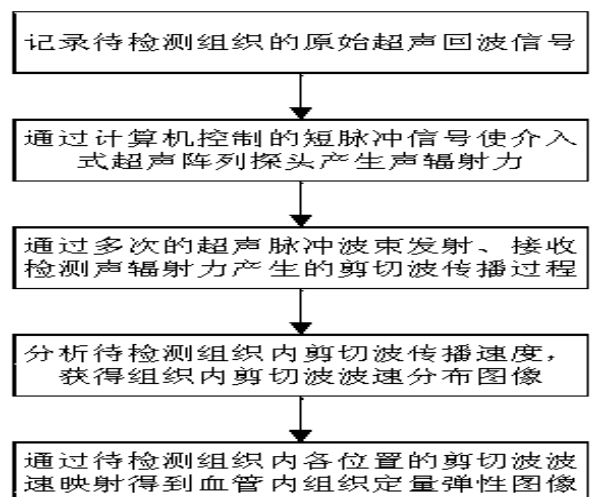 记录待检测组织的原始超声回波信号
通过计算机控制的短脉冲信号使介入
式超声阵列探头产生声辐射力
通过多次的超声脉冲波束发射、接收
检测声辐射力产生的剪切波传播过程
分析待检测组织内剪切波传播速度，
获得组织内剪切波波速分布图像
通过待检测组织内各位置的剪切波波
速映射得到血管内组织定量弹性图像